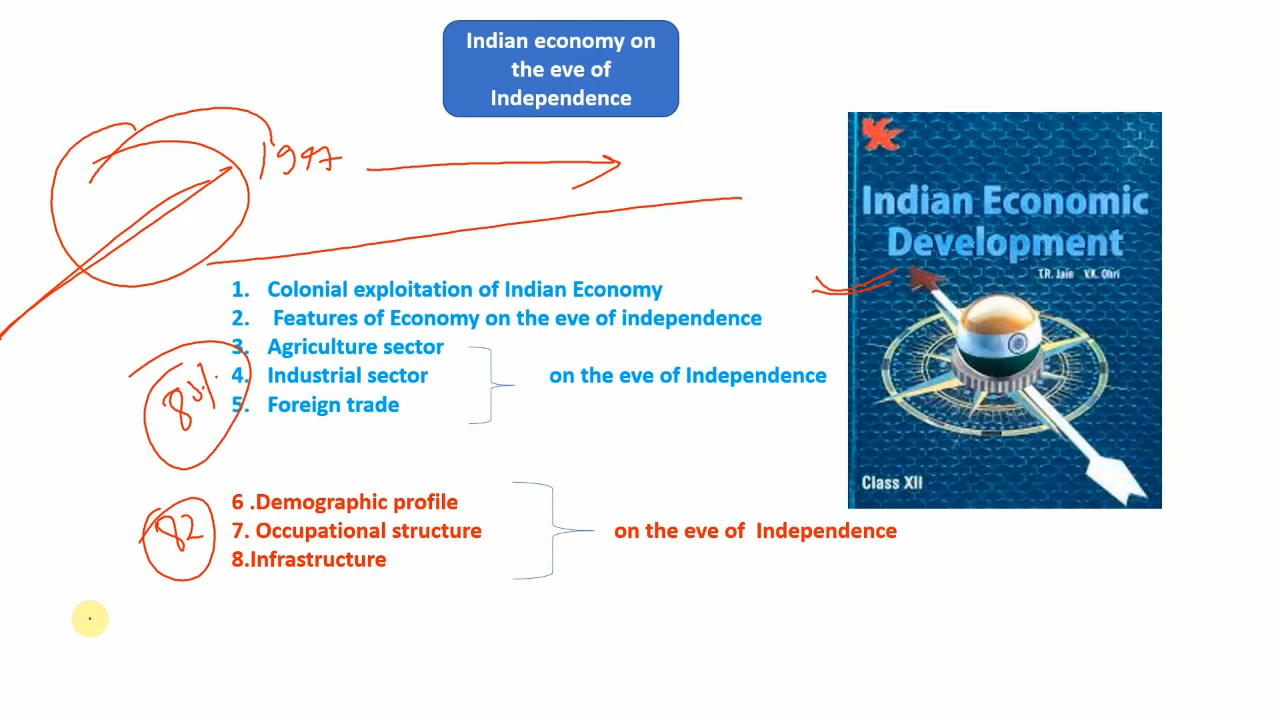 Indian economy on
the eve of
Independence
1947
1. Colonial exploitation of Indian Economy
2. Features of Economy on the eve of independence
3. Agriculture sector
4. Industrial sector
on the eve of Independence
5. Foreign trade
6 .Demographic profile
7. Occupational structure
on the eve of Independence
8.Infrastructure
82
Indian Economic
Development
T.R. Jain V.K. Ohri
Class XII